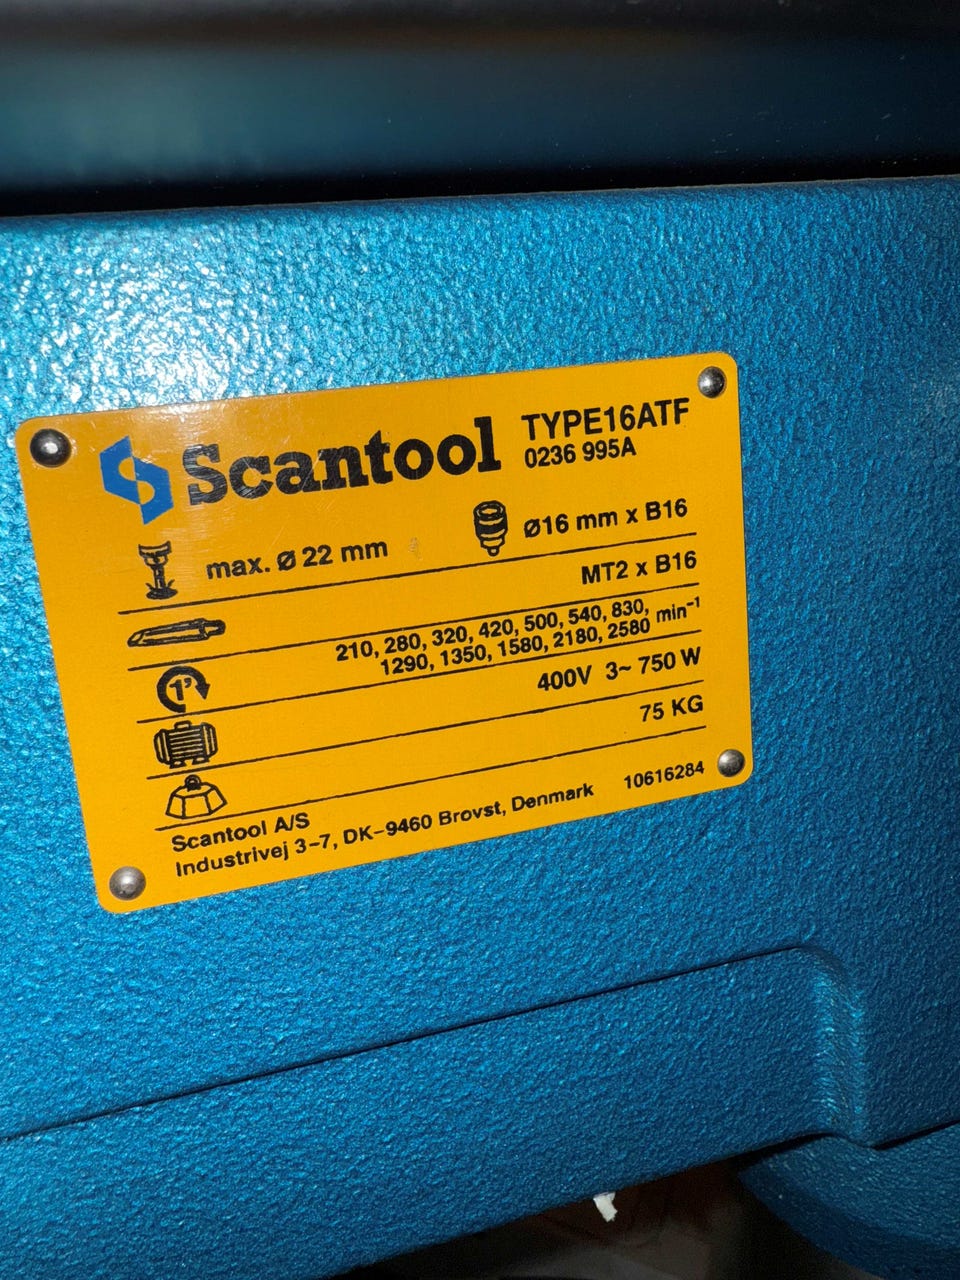 Scantool
TYPE16ATF
0236 995A
max. Ø 22 mm
Ø16 mm x B16
MT2 x B16
210, 280, 320, 420, 500, 540, 830,
1290, 1350, 1580, 2180, 2580 min⁻¹
1'
400V 3~ 750 W
75 KG
Scantool A/S
Industrivej 3-7, DK-9460 Brovst, Denmark 10616284